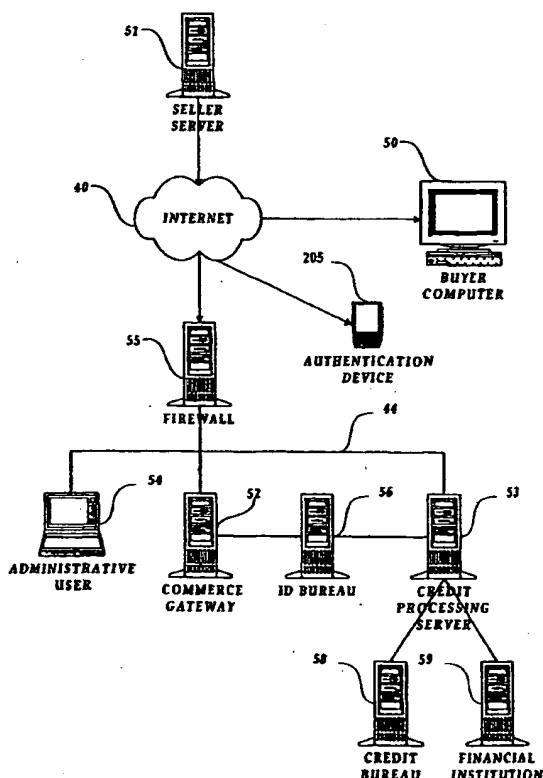 51
SELLER
SERVER
50
40
INTERNET
BUYER
COMPUTER
205
AUTHENTICATION
DEVICE
55
FIREWALL
44
54
52
56
53
ADMINISTRATIVE
USER
COMMERCE
GATEWAY
ID BUREAU
CREDIT
PROCESSING
SERVER
58
59
CREDIT
BUREAU
FINANCIAL
INSTITUTION